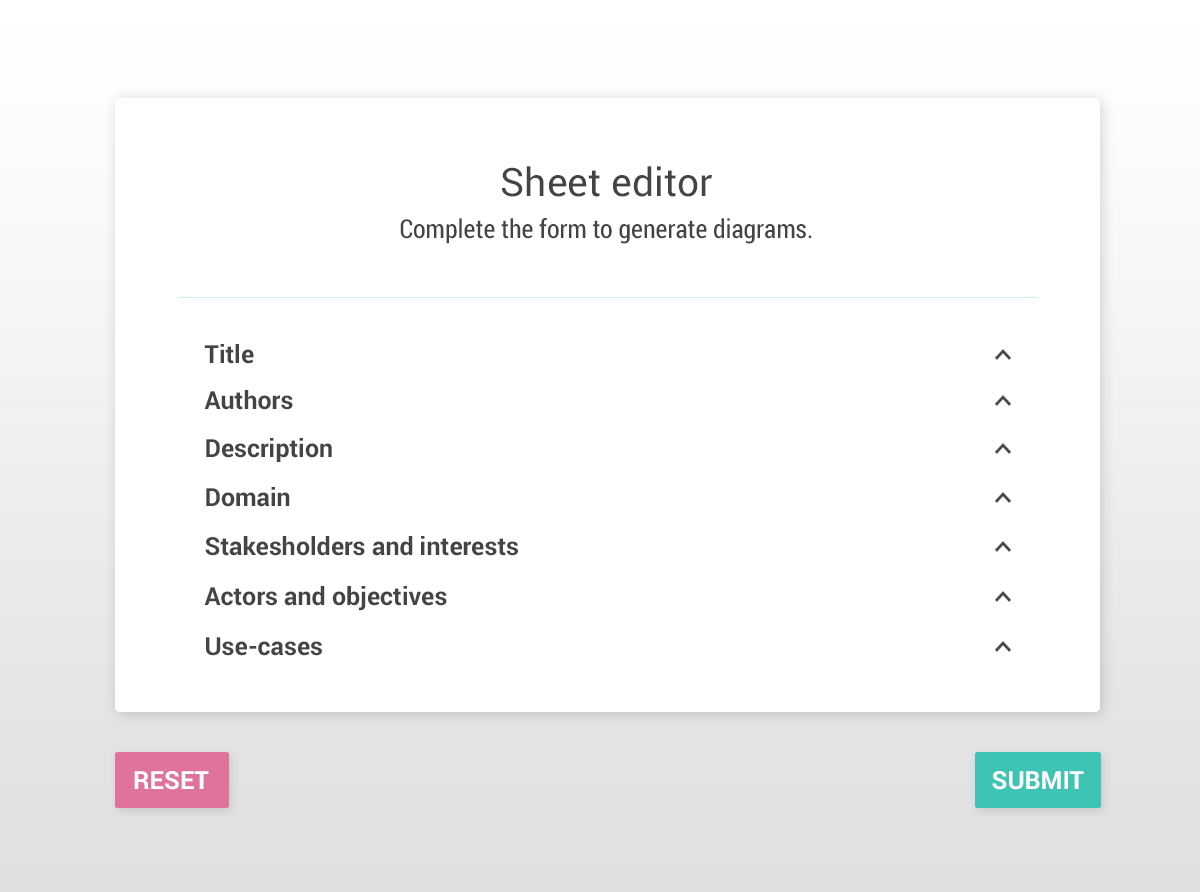 Sheet editor
Complete the form to generate diagrams.
Title
Authors
Description
Domain
Stakesholders and interests
Actors and objectives
Use-cases
RESET
SUBMIT